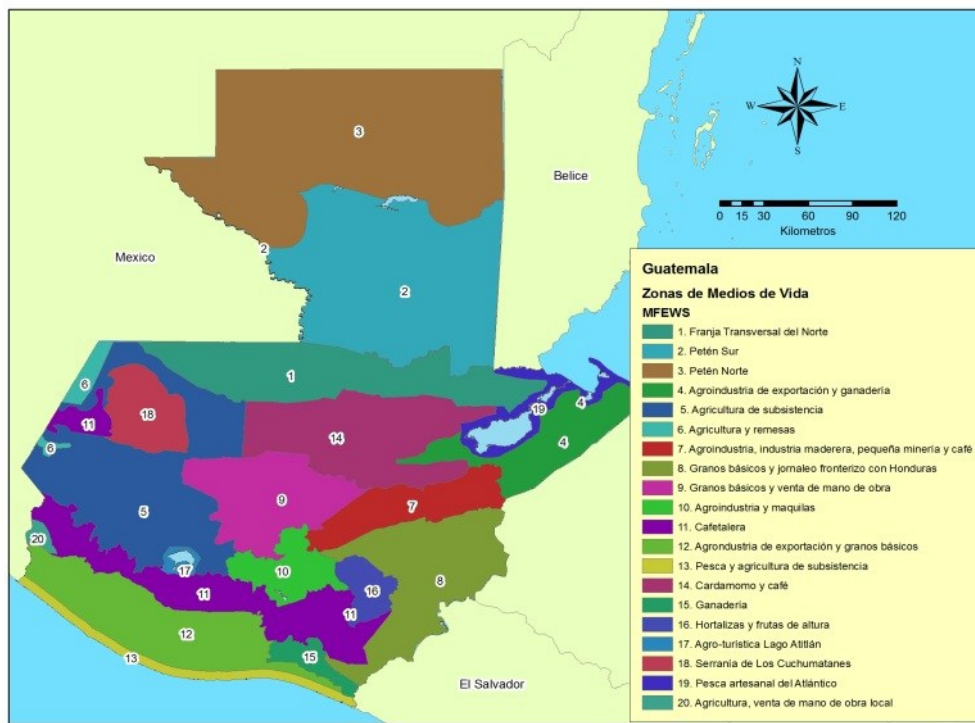 N
W
E
S
0 15 30 60 90 120
Kilometros
Belice
Mexico
El Salvador
3
2
2
1
6
18
11
6
14
19
4
4
5
9
7
20
17
10
8
11
16
11
12
15
13
Guatemala
Zonas de Medios de Vida
MFEWS
1. Franja Transversal del Norte
2. Petén Sur
3. Petén Norte
4. Agroindustria de exportación y ganadería
5. Agricultura de subsistencia
6. Agricultura y remesas
7. Agroindustria, industria maderera, pequeña minería y café
8. Granos básicos y jornaleo fronterizo con Honduras
9. Granos básicos y venta de mano de obra
10. Agroindustria y maquilas
11. Cafetalera
12. Agrondustria de exportación y granos básicos
13. Pesca y agricultura de subsistencia
14. Cardamomo y café
15. Ganadería
16. Hortalizas y frutas de altura
17. Agro-turistica Lago Atitlán
18. Serranía de Los Cuchumatanes
19. Pesca artesanal del Atlántico
20. Agricultura, venta de mano de obra local